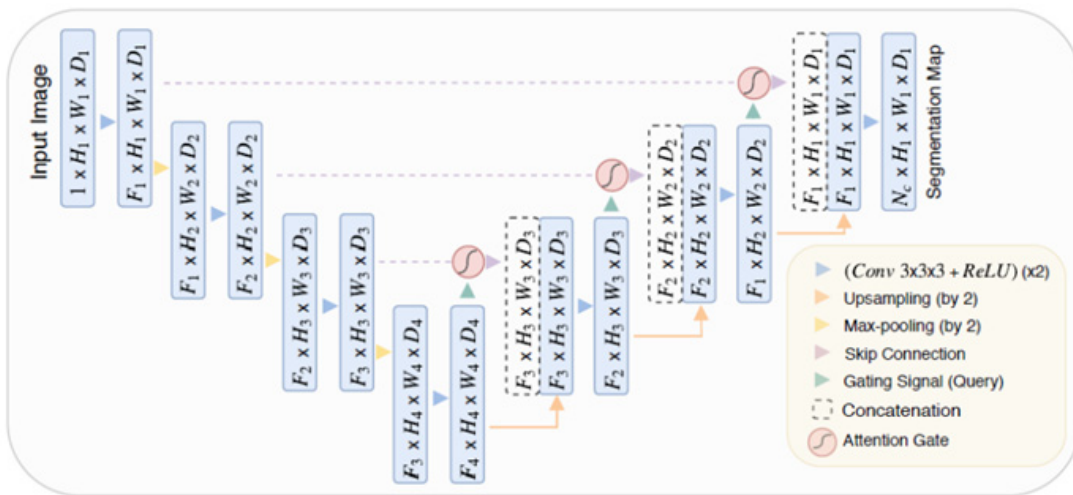 Input Image
1 x H₁ x W₁ x D₁
F₁ x H₁ x W₁ x D₁
F₁ x H₂ x W₂ x D₂
F₂ x H₂ x W₂ x D₂
F₂ x H₃ x W₃ x D₃
F₃ x H₃ x W₃ x D₃
F₃ x H₄ x W₄ x D₄
F₄ x H₄ x W₄ x D₄
F₃ x H₃ x W₃ x D₃
F₃ x H₃ x W₃ x D₃
F₂ x H₃ x W₃ x D₃
F₂ x H₂ x W₂ x D₂
F₂ x H₂ x W₂ x D₂
F₁ x H₂ x W₂ x D₂
F₁ x H₁ x W₁ x D₁
F₁ x H₁ x W₁ x D₁
N_c x H₁ x W₁ x D₁
Segmentation Map
(Conv 3x3x3 + ReLU) (x2)
Upsampling (by 2)
Max-pooling (by 2)
Skip Connection
Gating Signal (Query)
Concatenation
Attention Gate